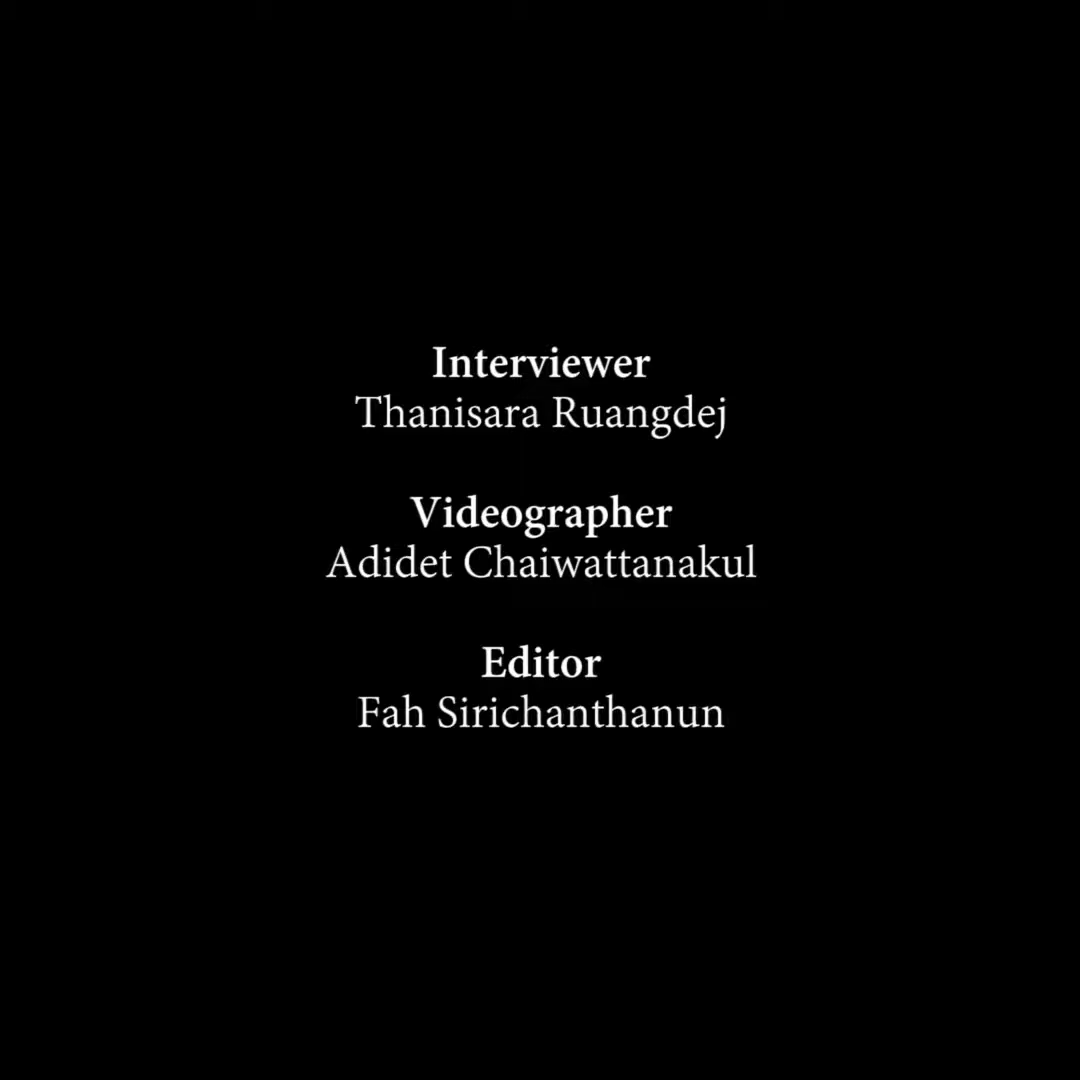 Interviewer
Thanisara Ruangdej
Videographer
Adidet Chaiwattanakul
Editor
Fah Sirichanthanun